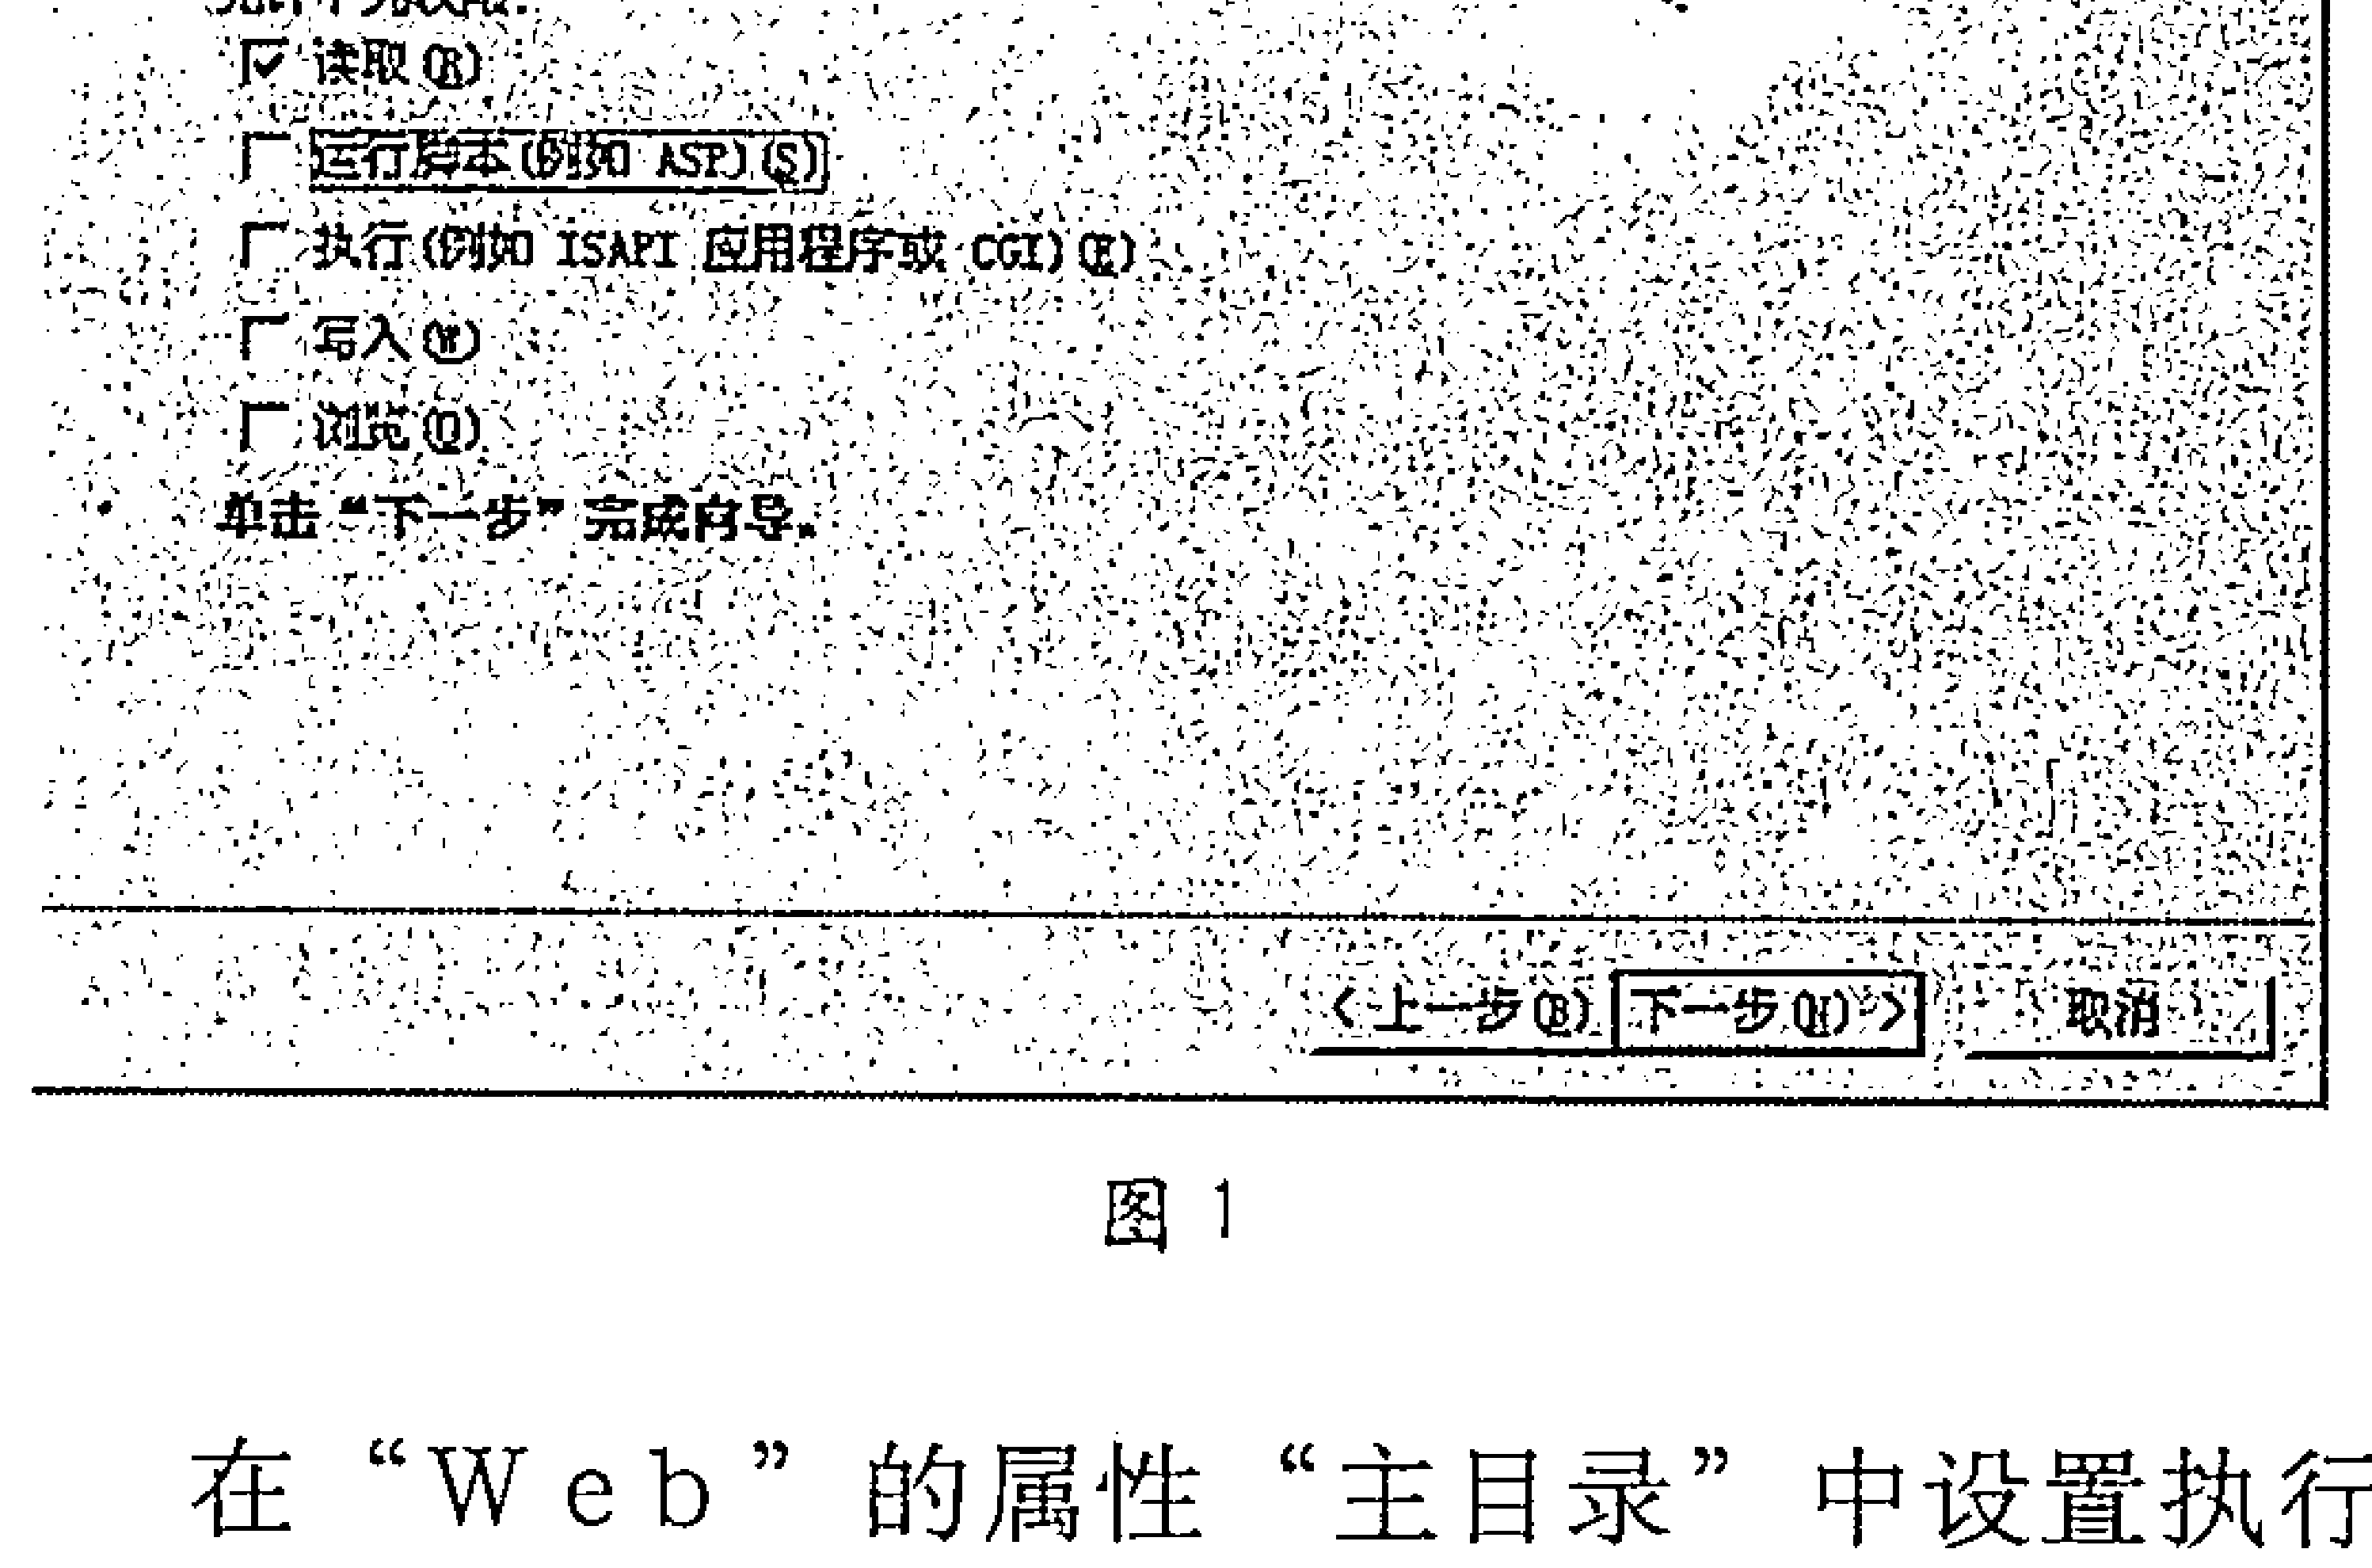 读取(R)
运行脚本(例如 ASP)(S)
执行(例如 ISAPI 应用程序或 CGI)(E)
写入(W)
浏览(O)
单击“下一步”完成向导。
< 上一步(B) 下一步(N) > 取消
图 1
在“Web”的属性“主目录”中设置执行